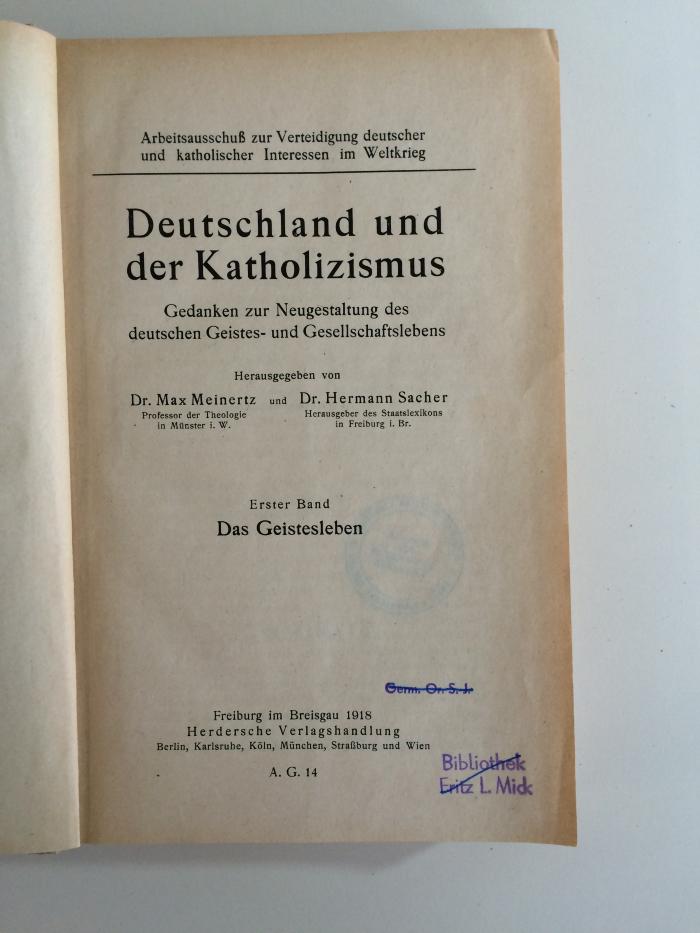 Arbeitsausschuß zur Verteidigung deutscher
und katholischer Interessen im Weltkrieg
Deutschland und
der Katholizismus
Gedanken zur Neugestaltung des
deutschen Geistes- und Gesellschaftslebens
Herausgegeben von
Dr. Max Meinertz und Dr. Hermann Sacher
Professor der Theologie Herausgeber des Staatslexikons
in Münster i. W. in Freiburg i. Br.
Erster Band
Das Geistesleben
Germ. Or. S. J.
Freiburg im Breisgau 1918
Herdersche Verlagshandlung
Berlin, Karlsruhe, Köln, München, Straßburg und Wien
A. G. 14
Bibliothek
Fritz L. Mick